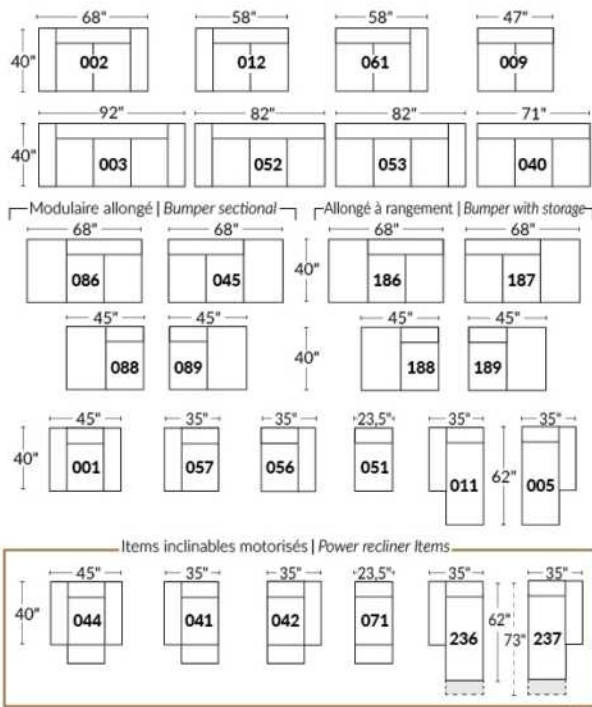 68" 58" 58" 47"
40" 002 012 061 009
92" 82" 82" 71"
40" 003 052 053 040
Modulaire allongé | Bumper sectional Allongé à rangement | Bumper with storage
68" 68" 68" 68"
086 045 40" 186 187
45" 45" 45" 45"
088 089 40" 188 189
45" 35" 35" 23,5" 35" 35"
40" 001 057 056 051 011 62" 005
Items inclinables motorisés | Power recliner Items
45" 35" 35" 23,5" 35" 35"
40" 044 041 042 071 236 62" 73" 237